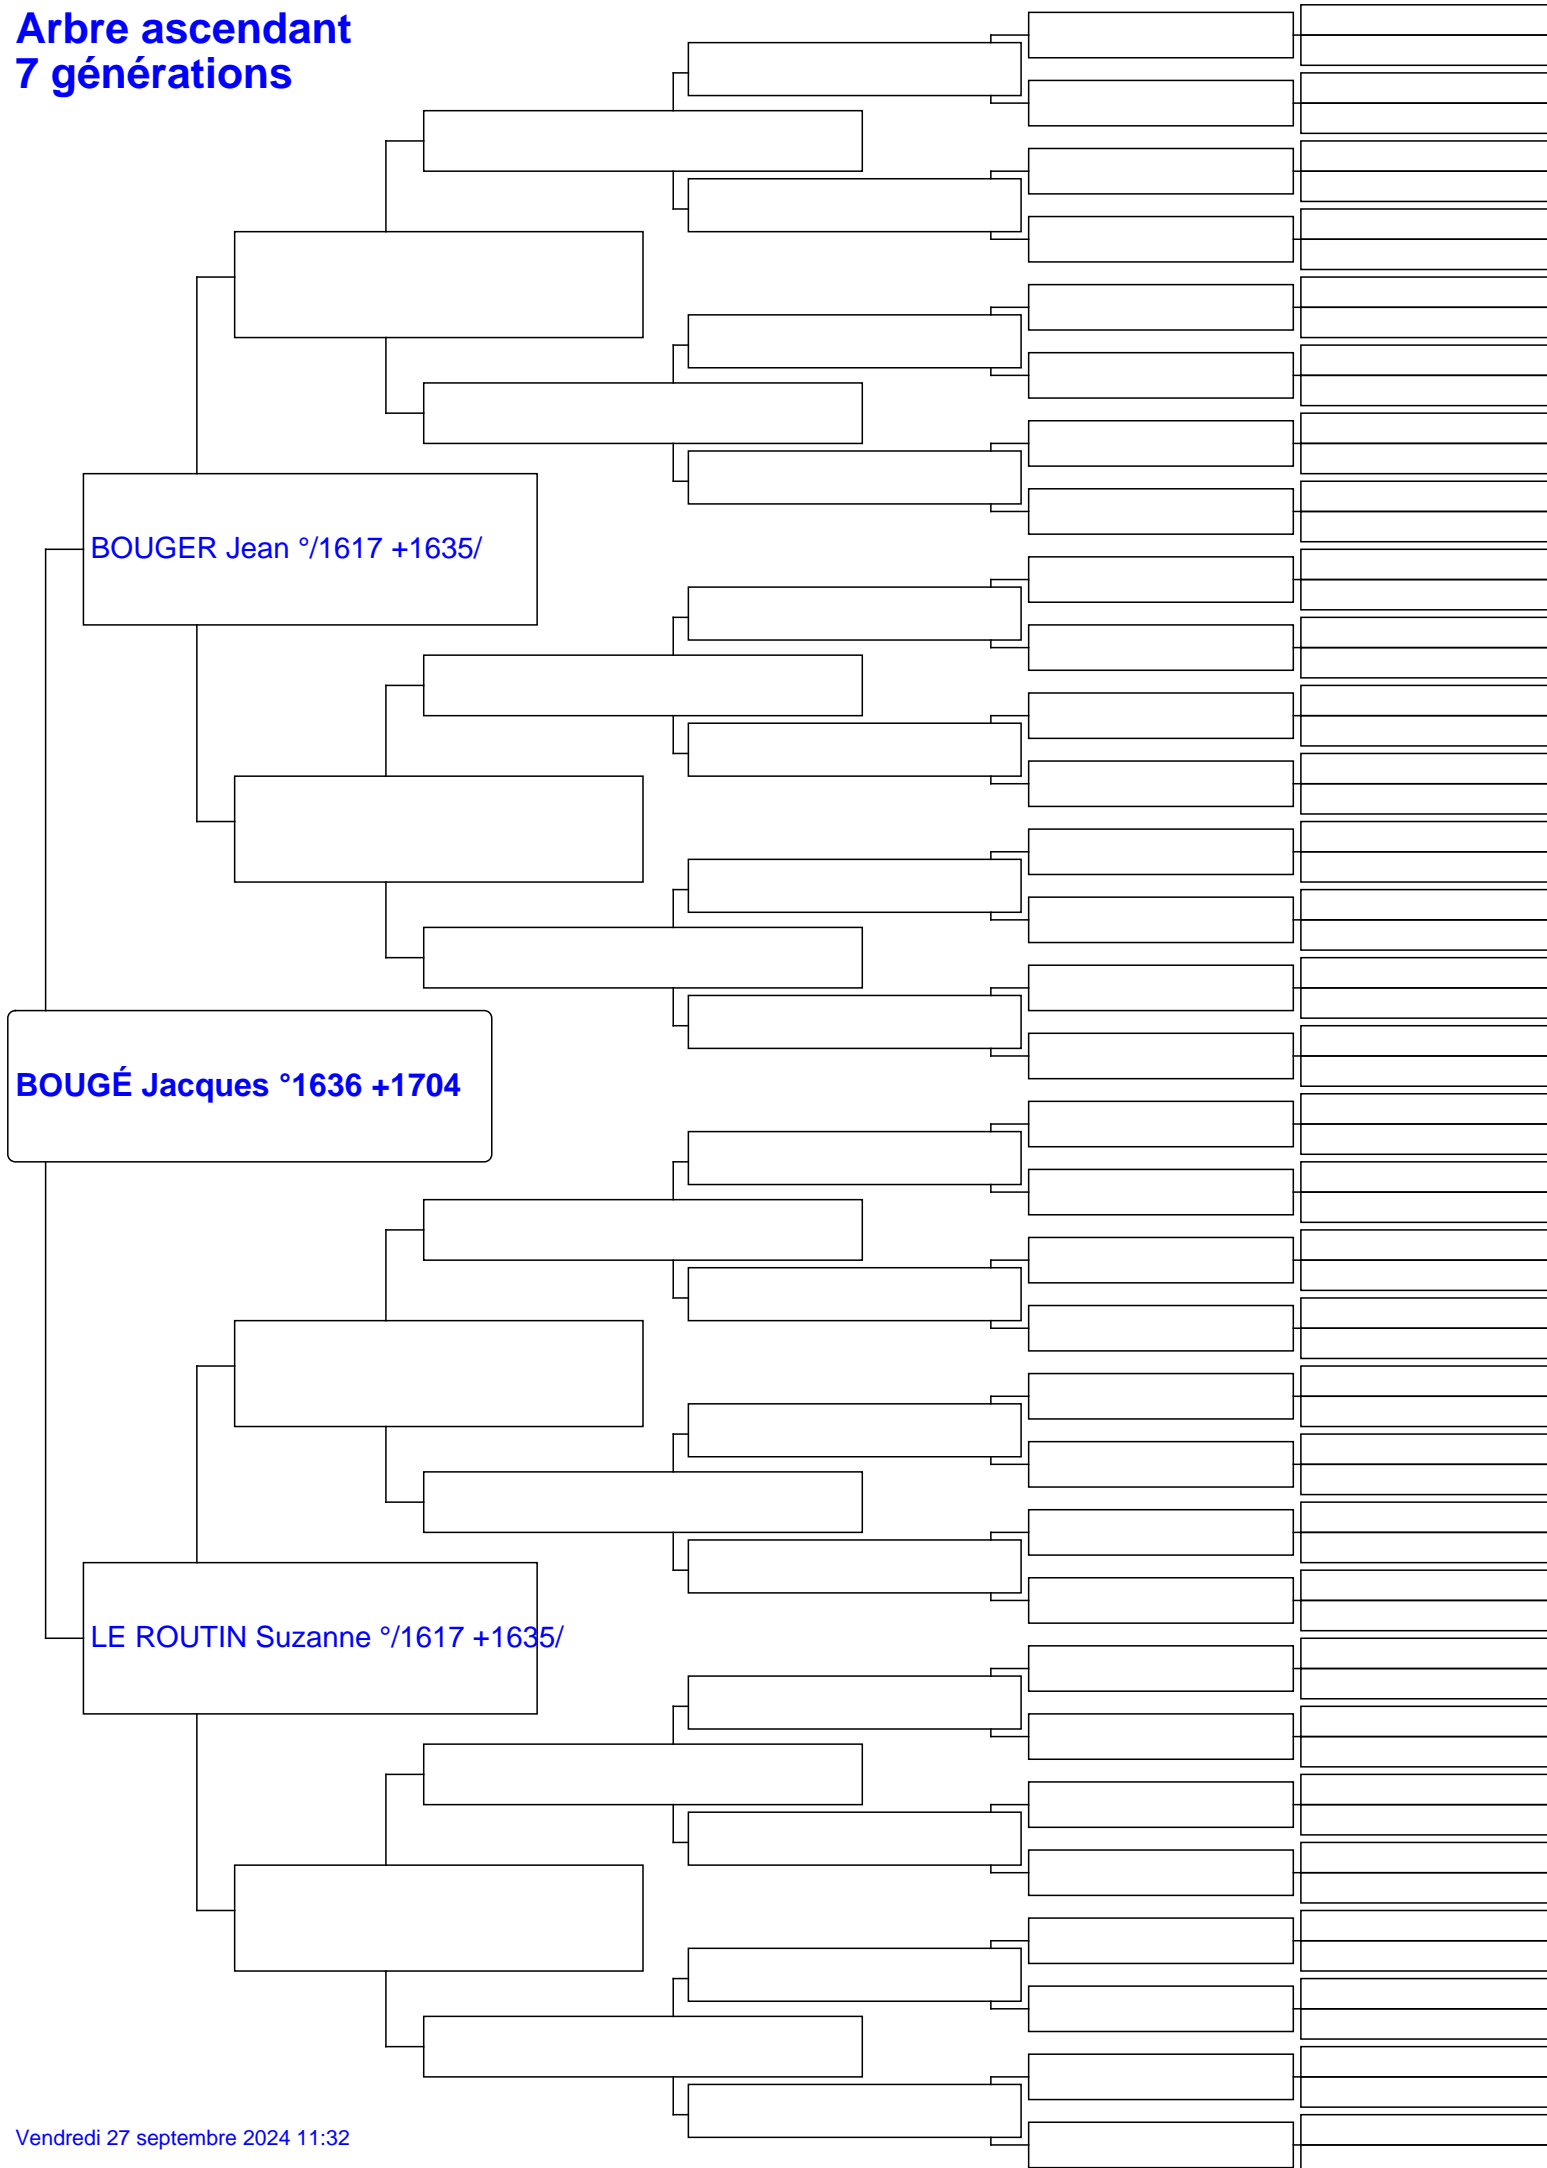 Arbre ascendant
7 générations
BOUGER Jean °/1617 +1635/
BOUGÉ Jacques °1636 +1704
LE ROUTIN Suzanne °/1617 +1635/
Vendredi 27 septembre 2024 11:32